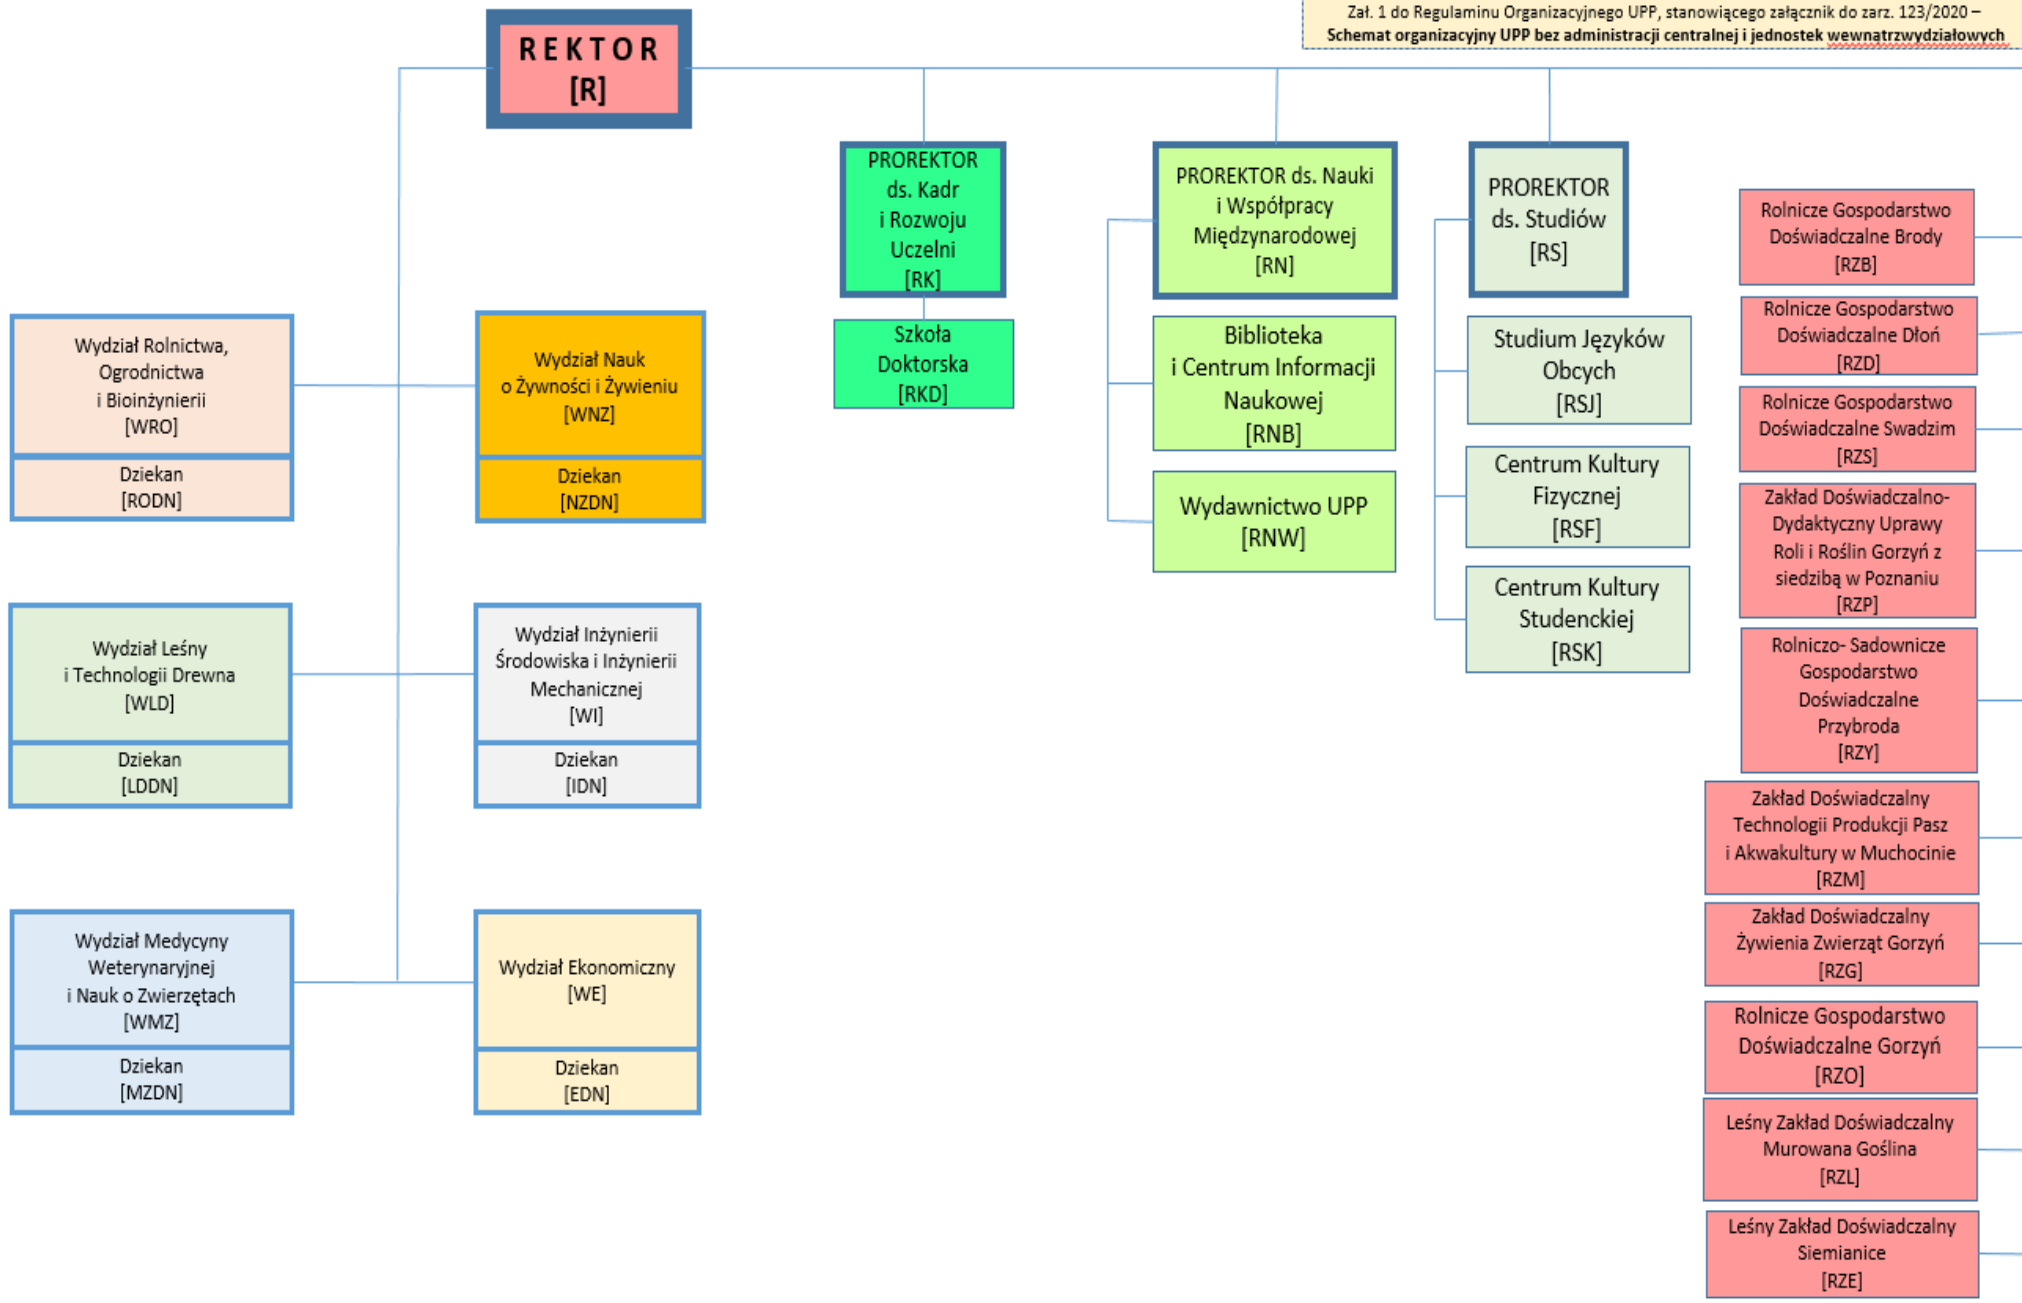 Zał. 1 do Regulaminu Organizacyjnego UPP, stanowiącego załącznik do zarz. 123/2020 –
Schemat organizacyjny UPP bez administracji centralnej i jednostek wewnątrzwydziałowych
REKTOR
[R]
PROREKTOR
ds. Kadr
i Rozwoju
Uczelni
[RK]
Szkoła
Doktorska
[RKD]
PROREKTOR ds. Nauki
i Współpracy
Międzynarodowej
[RN]
Biblioteka
i Centrum Informacji
Naukowej
[RNB]
Wydawnictwo UPP
[RNW]
PROREKTOR
ds. Studiów
[RS]
Studium Języków
Obcych
[RSJ]
Centrum Kultury
Fizycznej
[RSF]
Centrum Kultury
Studenckiej
[RSK]
Wydział Rolnictwa,
Ogrodnictwa
i Bioinżynierii
[WRO]
Dziekan
[RODN]
Wydział Nauk
o Żywności i Żywieniu
[WNZ]
Dziekan
[NZDN]
Wydział Leśny
i Technologii Drewna
[WLD]
Dziekan
[LDDN]
Wydział Inżynierii
Środowiska i Inżynierii
Mechanicznej
[WI]
Dziekan
[IDN]
Wydział Medycyny
Weterynaryjnej
i Nauk o Zwierzętach
[WMZ]
Dziekan
[MZDN]
Wydział Ekonomiczny
[WE]
Dziekan
[EDN]
Rolnicze Gospodarstwo
Doświadczalne Brody
[RZB]
Rolnicze Gospodarstwo
Doświadczalne Dłoń
[RZD]
Rolnicze Gospodarstwo
Doświadczalne Swadzim
[RZS]
Zakład Doświadczalno-
Dydaktyczny Uprawy
Roli i Roślin Gorzyń z
siedzibą w Poznaniu
[RZP]
Rolniczo- Sadownicze
Gospodarstwo
Doświadczalne
Przybroda
[RZY]
Zakład Doświadczalny
Technologii Produkcji Pasz
i Akwakultury w Muchocinie
[RZM]
Zakład Doświadczalny
Żywienia Zwierząt Gorzyń
[RZG]
Rolnicze Gospodarstwo
Doświadczalne Gorzyń
[RZO]
Leśny Zakład Doświadczalny
Murowana Goślina
[RZL]
Leśny Zakład Doświadczalny
Siemianice
[RZE]